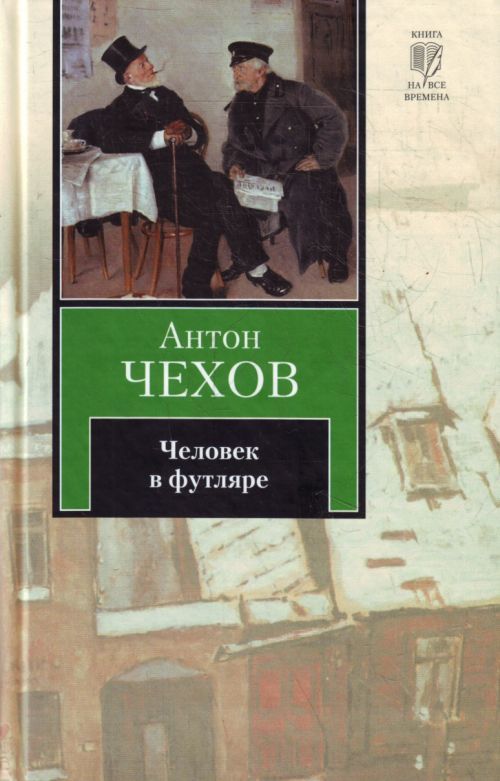 КНИГА
НА ВСЕ
ВРЕМЕНА
Антон
ЧЕХОВ
Человек
в футляре